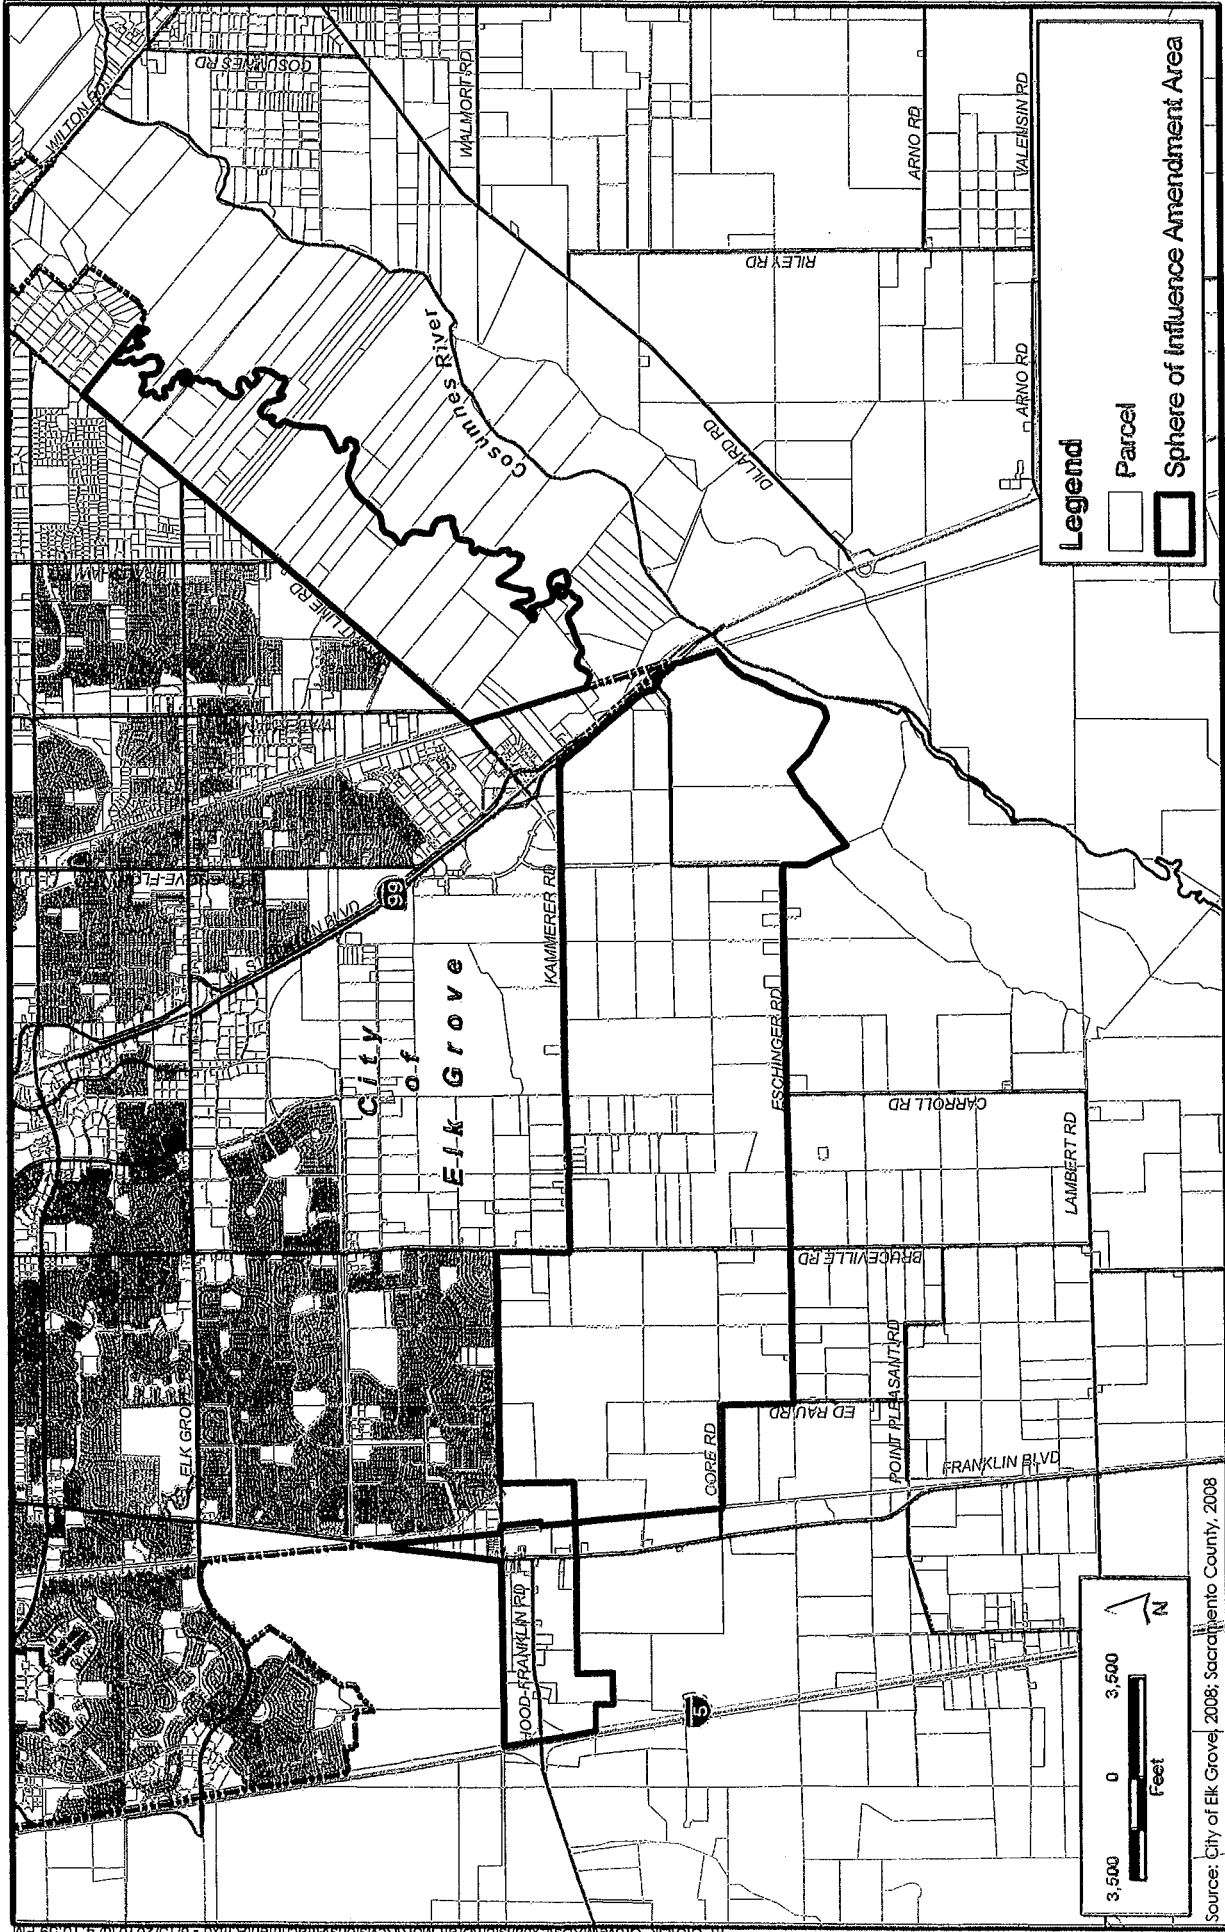 WILTON RD
COSUMNES RD
WALMORT RD
ARNO RD
VALENSIN RD
RILEY RD
Cosumnes River
DILLARD RD
ARNO RD
99
KAMMERER RD
City
of
Elk Grove
ESCHINGER RD
CARROLL RD
LAMBERT RD
BRUCEVILLE RD
POINT PLEASANT RD
ED RAU RD
CORE RD
FRANKLIN BLVD
HOOD-FRANKLIN RD
5
Legend
Parcel
Sphere of Influence Amendment Area
3,500
0
3,500
Feet
N
Source: City of Elk Grove, 2008; Sacramento County, 2008